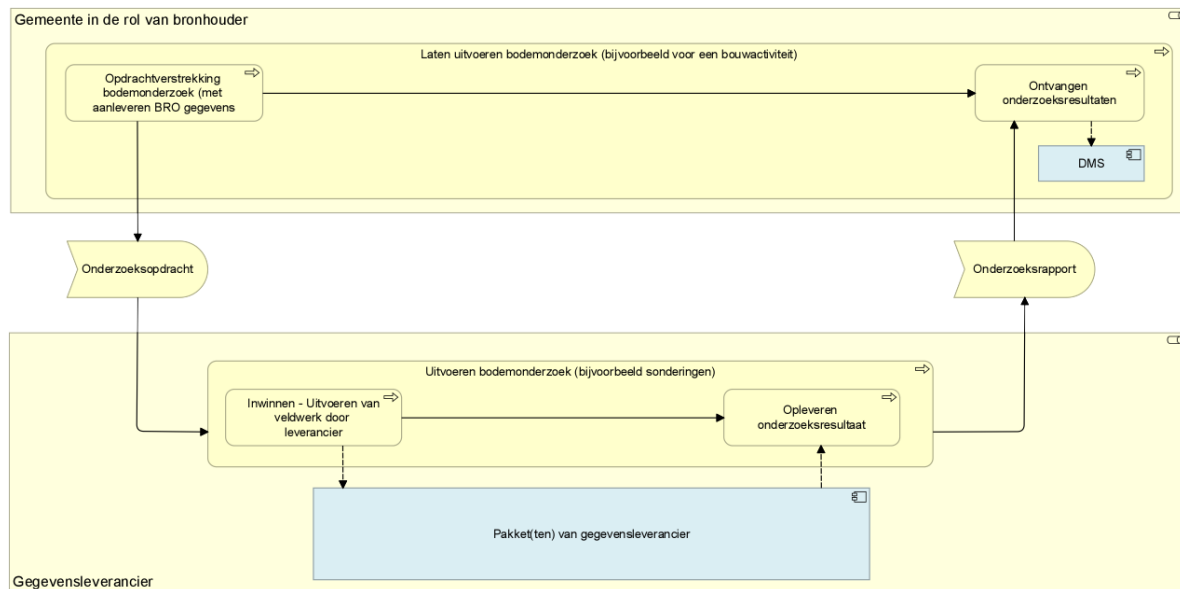 Gemeente in de rol van bronhouder
Laten uitvoeren bodemonderzoek (bijvoorbeeld voor een bouwactiviteit)
Opdrachtverstrekking
bodemonderzoek (met
aanleveren BRO gegevens
Ontvangen
onderzoeksresultaten
DMS
Onderzoeksopdracht
Onderzoeksrapport
Uitvoeren bodemonderzoek (bijvoorbeeld sonderingen)
Inwinnen - Uitvoeren van
veldwerk door
leverancier
Opleveren
onderzoeksresultaat
Pakket(ten) van gegevensleverancier
Gegevensleverancier